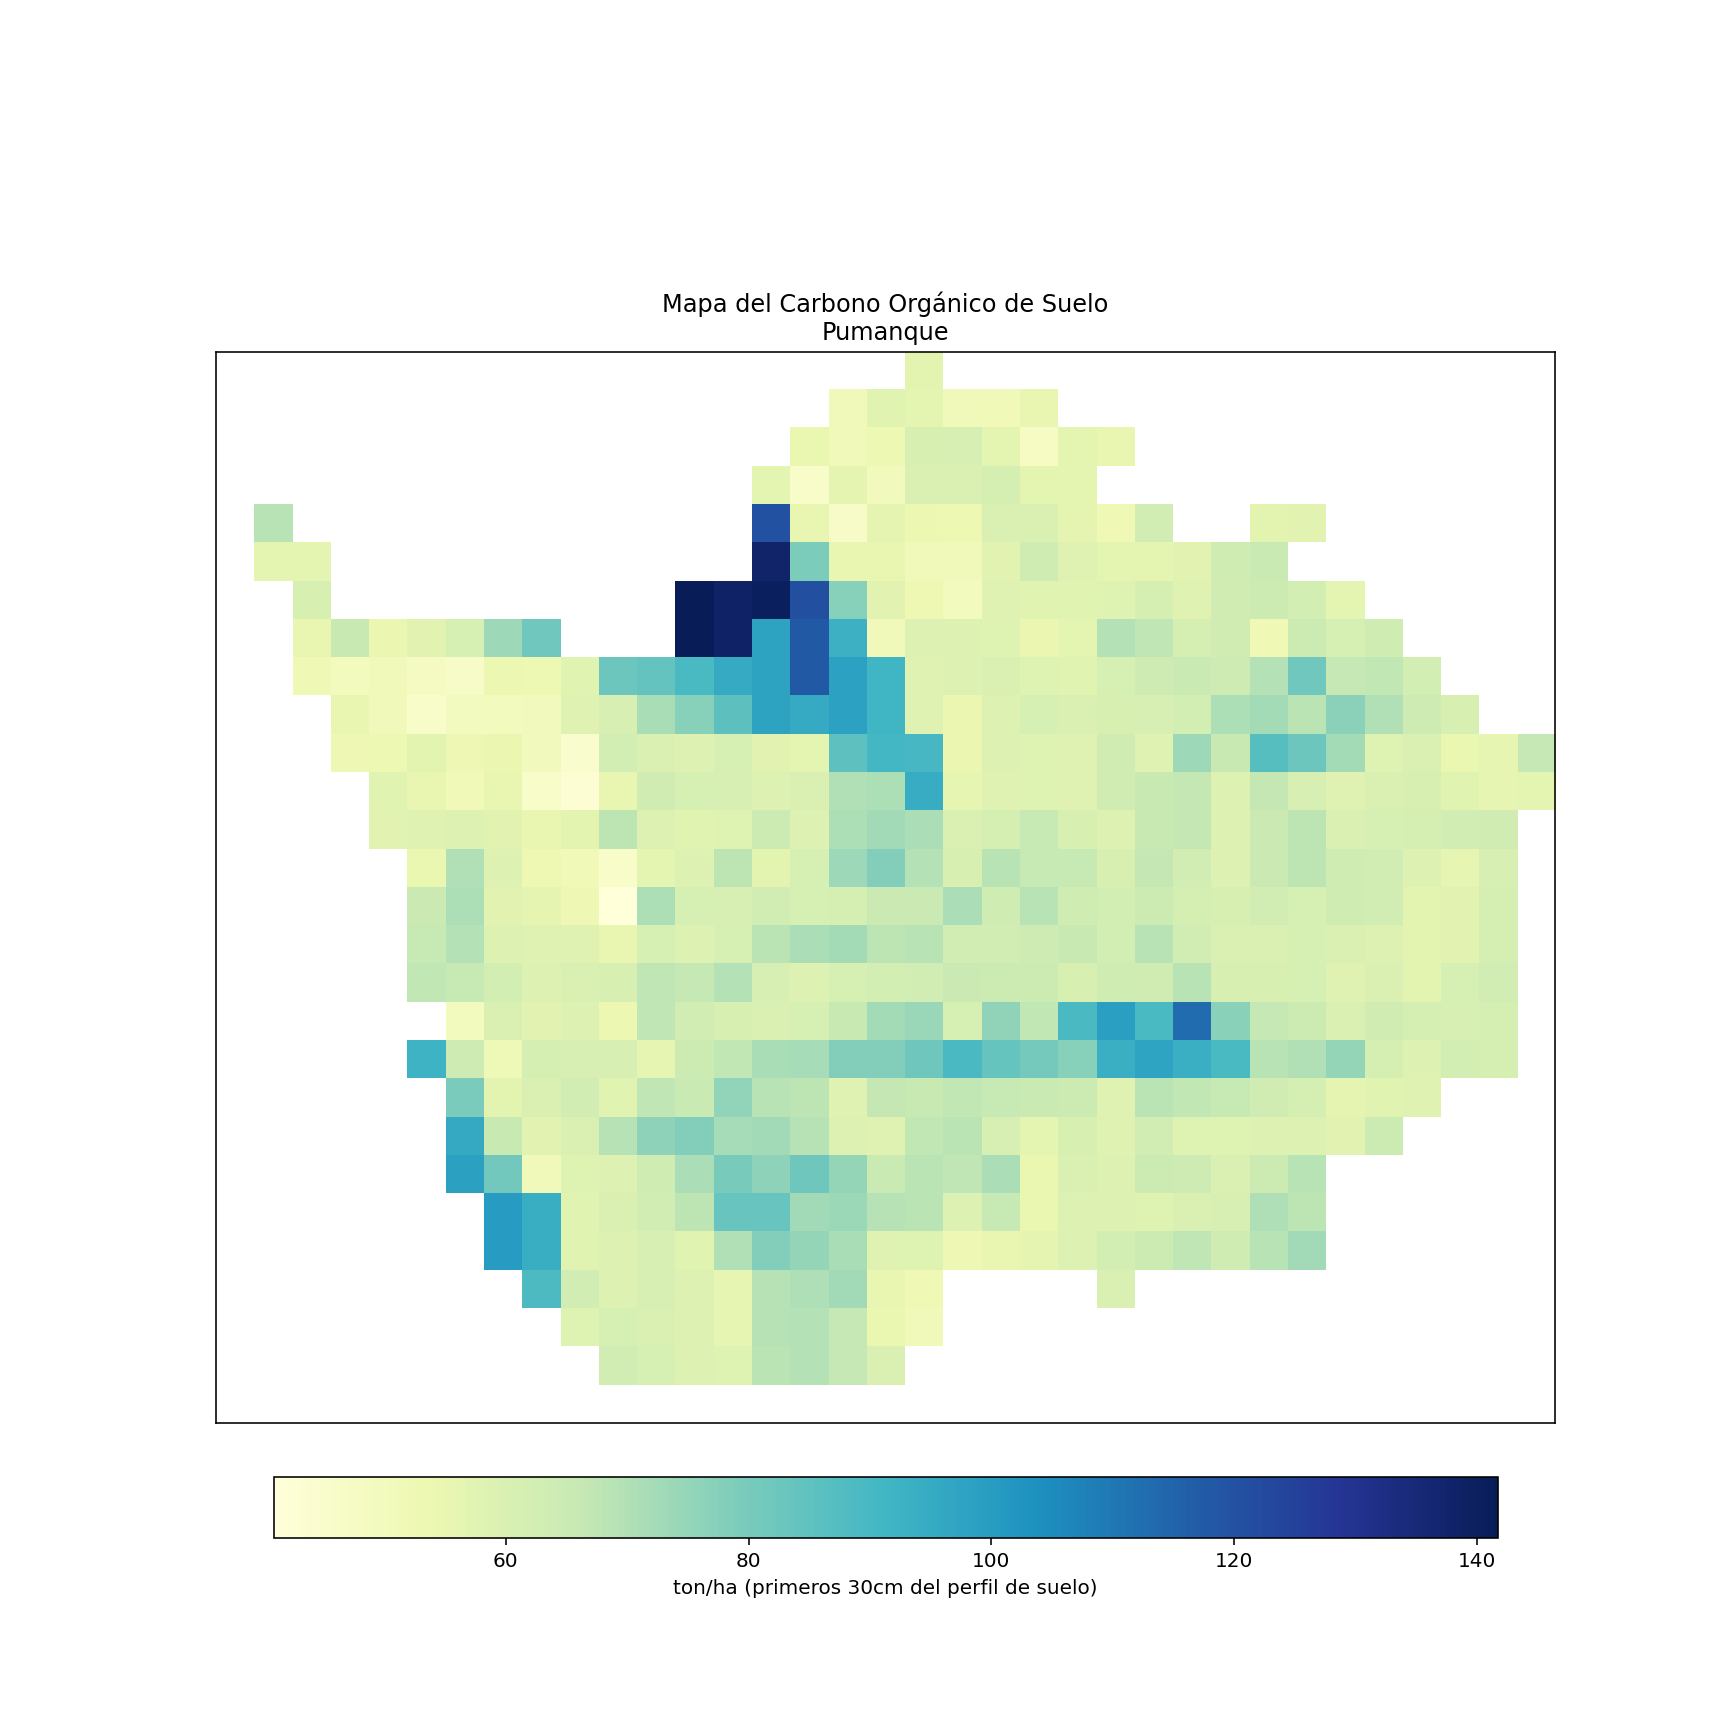 Mapa del Carbono Orgánico de Suelo
Pumanque
60 80 100 120 140
ton/ha (primeros 30cm del perfil de suelo)